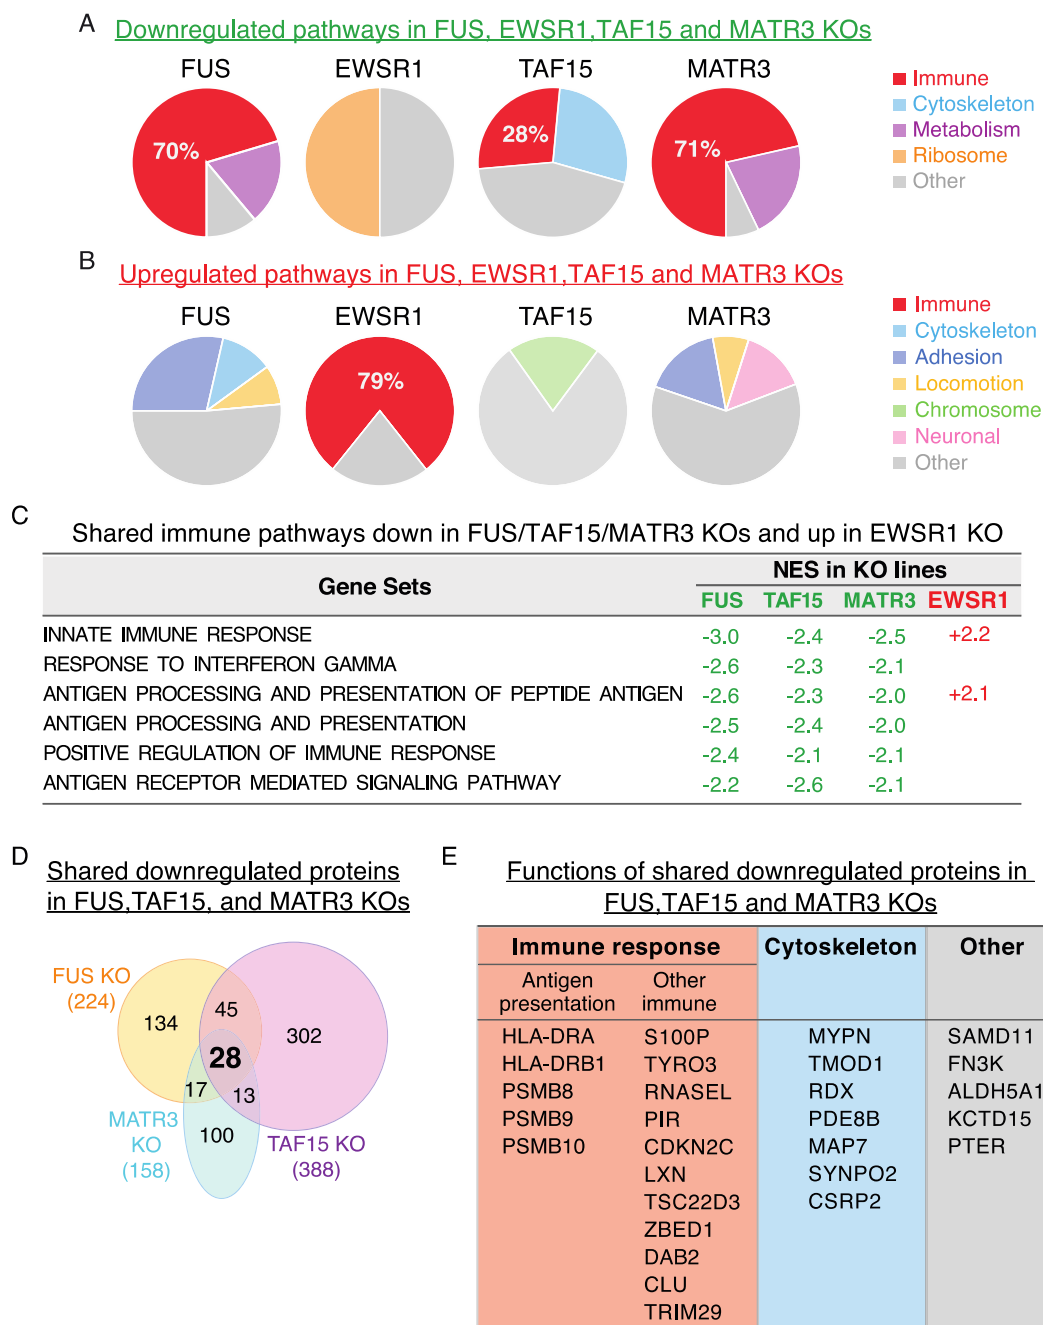 A
Downregulated pathways in FUS, EWSR1,TAF15 and MATR3 KOs
FUS EWSR1 TAF15 MATR3
70%
28%
71%
Immune
Cytoskeleton
Metabolism
Ribosome
Other
B
Upregulated pathways in FUS, EWSR1,TAF15 and MATR3 KOs
FUS EWSR1 TAF15 MATR3
79%
Immune
Cytoskeleton
Adhesion
Locomotion
Chromosome
Neuronal
Other
C
Shared immune pathways down in FUS/TAF15/MATR3 KOs and up in EWSR1 KO
Gene Sets NES in KO lines
FUS TAF15 MATR3 EWSR1
INNATE IMMUNE RESPONSE -3.0 -2.4 -2.5 +2.2
RESPONSE TO INTERFERON GAMMA -2.6 -2.3 -2.1
ANTIGEN PROCESSING AND PRESENTATION OF PEPTIDE ANTIGEN -2.6 -2.3 -2.0 +2.1
ANTIGEN PROCESSING AND PRESENTATION -2.5 -2.4 -2.0
POSITIVE REGULATION OF IMMUNE RESPONSE -2.4 -2.1 -2.1
ANTIGEN RECEPTOR MEDIATED SIGNALING PATHWAY -2.2 -2.6 -2.1
D
Shared downregulated proteins
in FUS,TAF15, and MATR3 KOs
FUS KO
(224)
134
45
302
28
17
13
100
MATR3
KO
(158)
TAF15 KO
(388)
E
Functions of shared downregulated proteins in
FUS,TAF15 and MATR3 KOs
Immune response Cytoskeleton Other
Antigen
presentation
Other
immune
HLA-DRA S100P MYPN SAMD11
HLA-DRB1 TYRO3 TMOD1 FN3K
PSMB8 RNASEL RDX ALDH5A1
PSMB9 PIR PDE8B KCTD15
PSMB10 CDKN2C MAP7 PTER
LXN SYNPO2
TSC22D3 CSRP2
ZBED1
DAB2
CLU
TRIM29